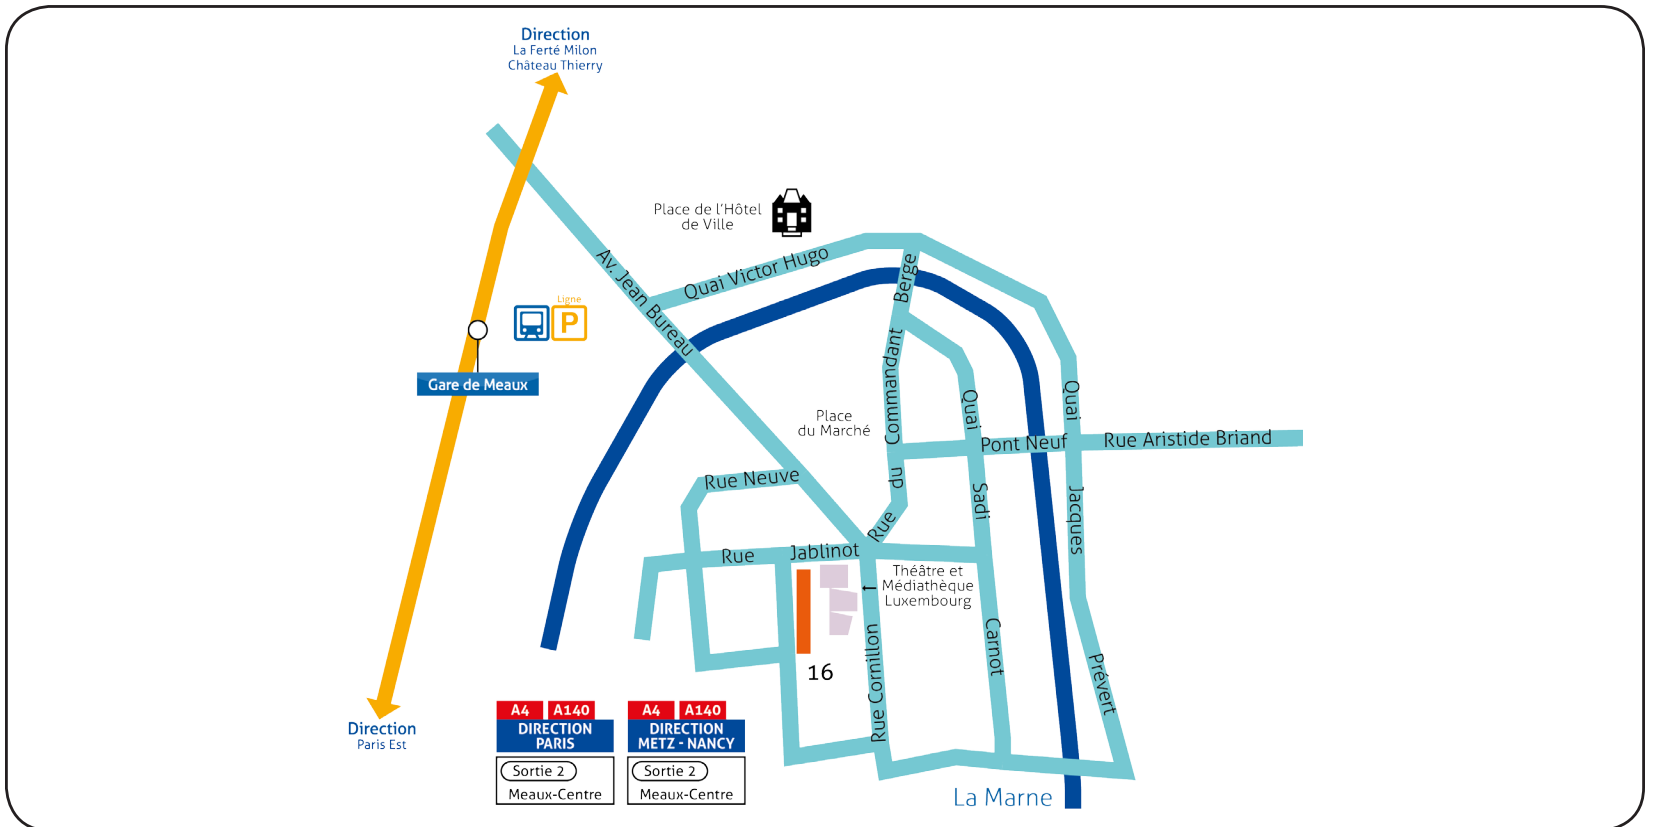 Direction
La Ferté Milon
Château Thierry
Place de l'Hôtel
de Ville
Quai Victor Hugo
Av. Jean Bureau
Ligne
P
Gare de Meaux
Place
du Marché
Rue du Commandant Berge
Quai Sadi Carnot
Quai Jacques Prévert
Pont Neuf
Rue Aristide Briand
Rue Neuve
Rue Jablinot
Théâtre et
Médiathèque
Luxembourg
Rue Cornillon
16
Direction
Paris Est
A4 A140
DIRECTION
PARIS
Sortie 2
Meaux-Centre
A4 A140
DIRECTION
METZ - NANCY
Sortie 2
Meaux-Centre
La Marne